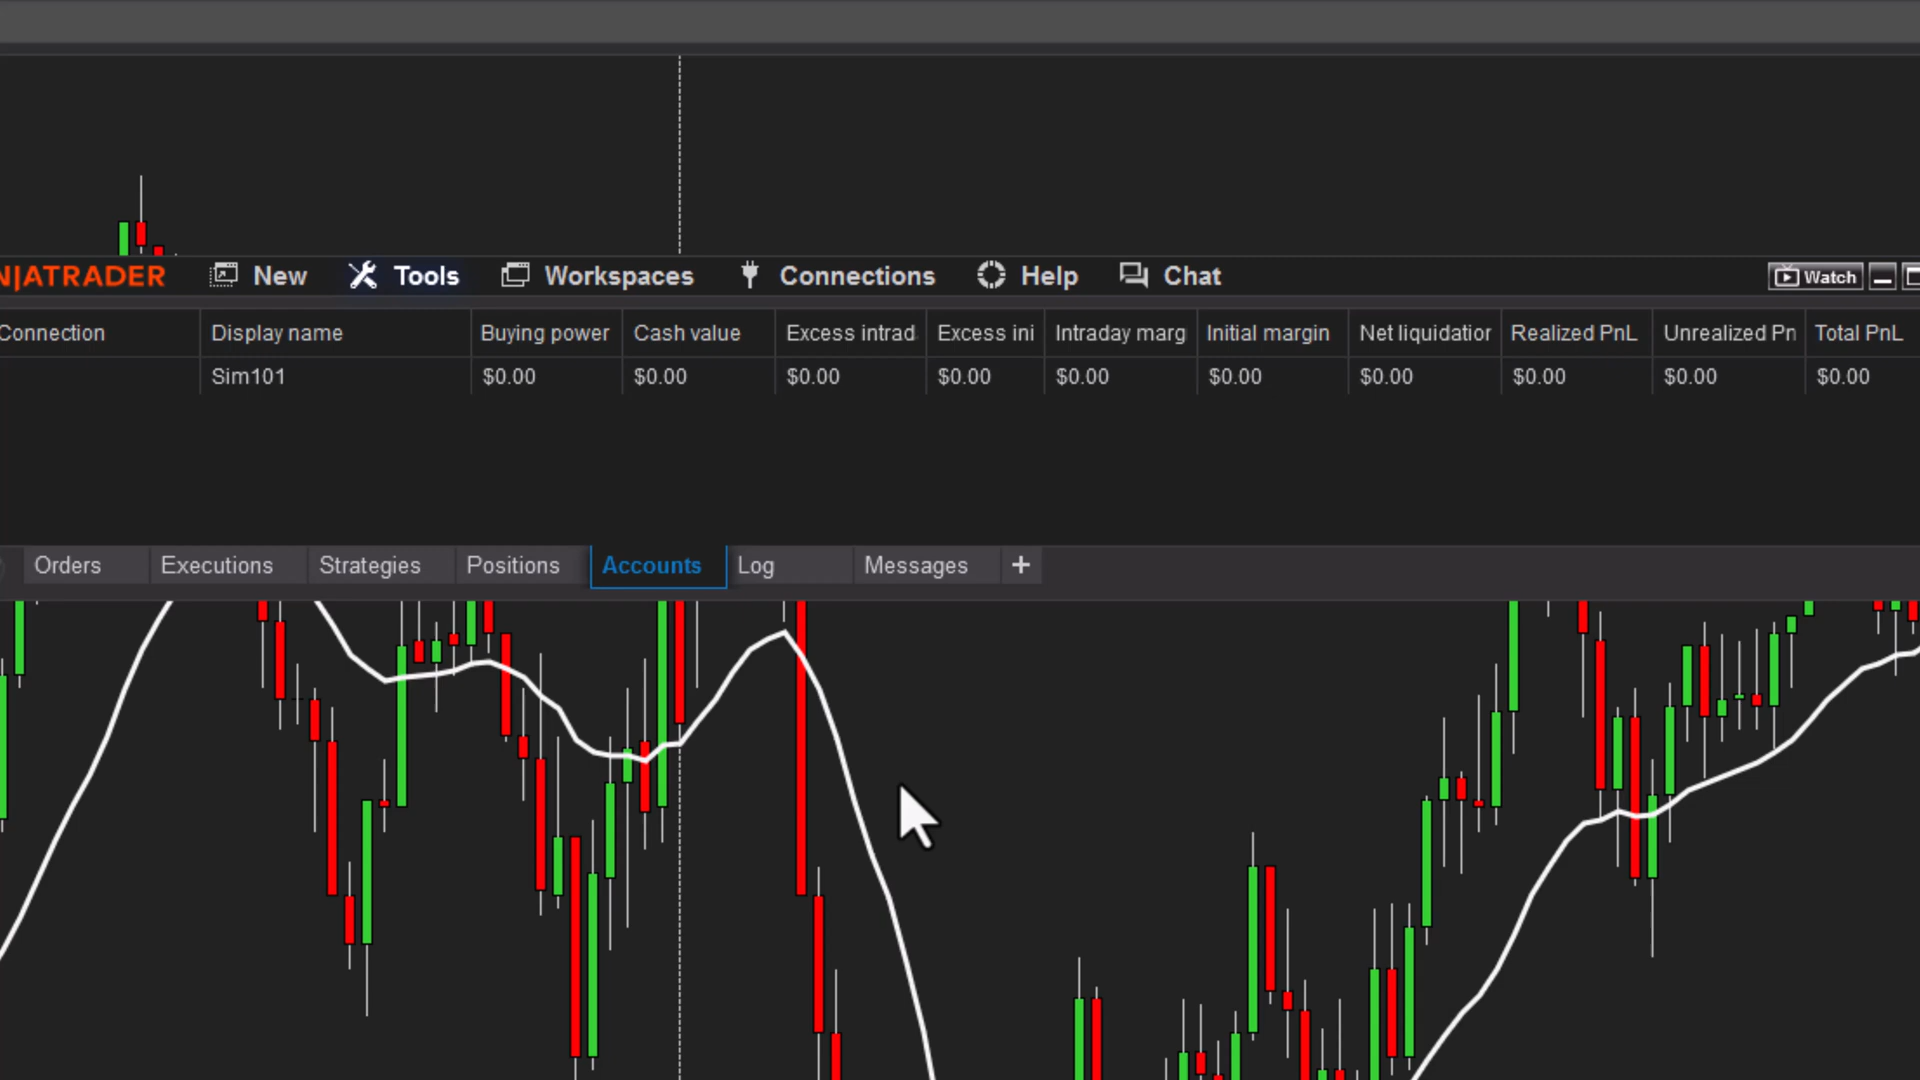 NJATRADER New Tools Workspaces Connections Help Chat Watch
Connection Display name Buying power Cash value Excess intrad Excess ini Intraday marg Initial margin Net liquidation Realized PnL Unrealized Pn Total PnL
Sim101 $0.00 $0.00 $0.00 $0.00 $0.00 $0.00 $0.00 $0.00 $0.00 $0.00
Orders Executions Strategies Positions Accounts Log Messages +